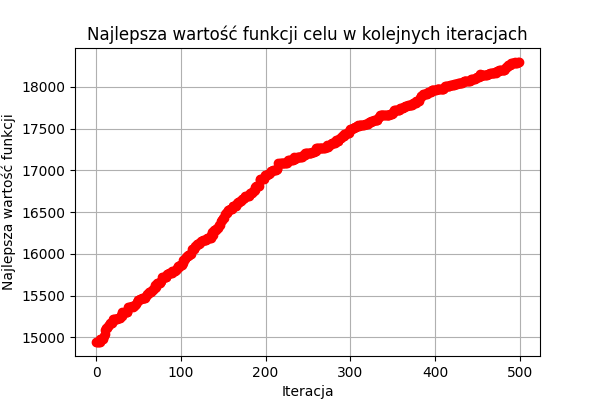 Najlepsza wartość funkcji celu w kolejnych iteracjach
Najlepsza wartość funkcji
18000
17500
17000
16500
16000
15500
15000
0 100 200 300 400 500
Iteracja